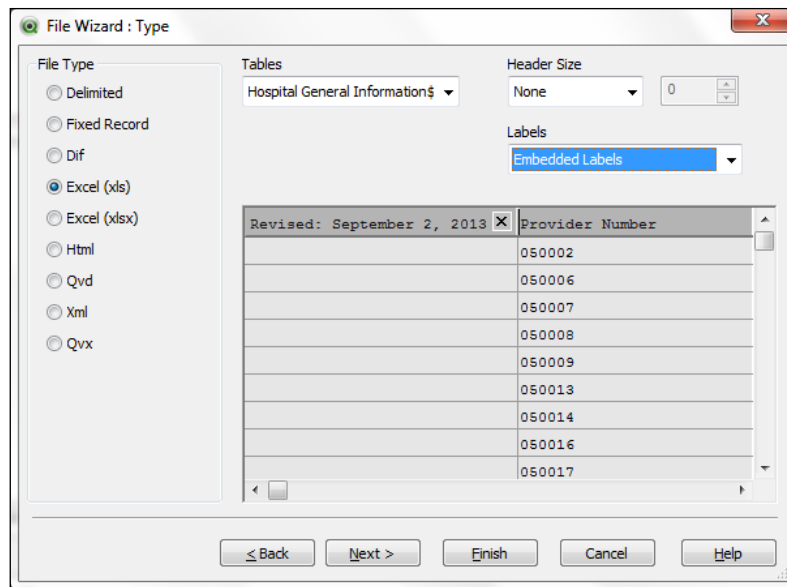 File Wizard : Type
File Type
Delimited
Fixed Record
Dif
Excel (xls)
Excel (xlsx)
Html
Qvd
Xml
Qvx
Tables
Hospital General Information$
Header Size
None
0
Labels
Embedded Labels
Revised: September 2, 2013 Provider Number
050002
050006
050007
050008
050009
050013
050014
050016
050017
< Back Next > Finish Cancel Help